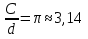 C/d = π ≈ 3,14